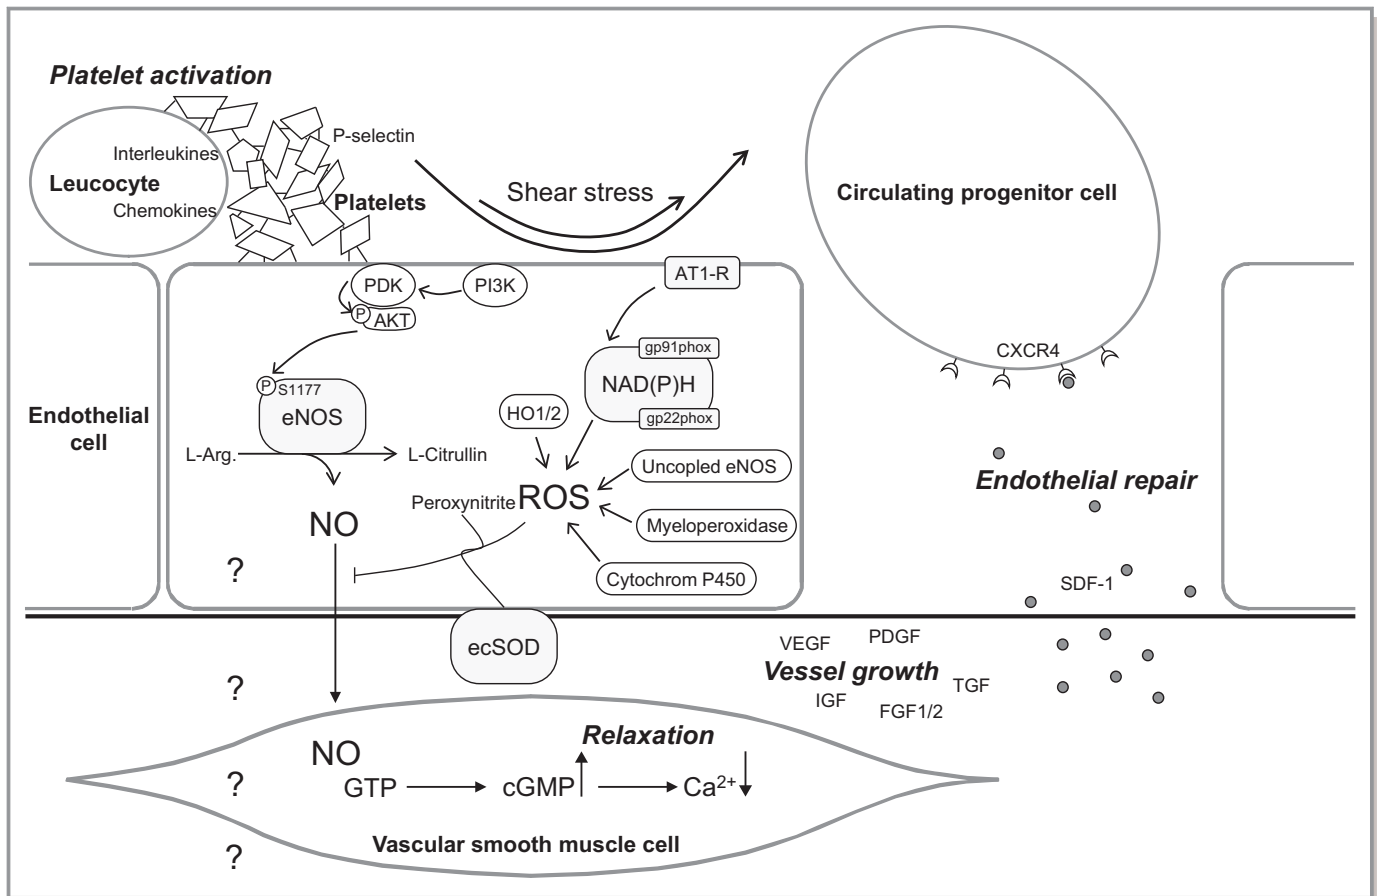 Platelet activation
P-selectin
Interleukines
Leucocyte
Chemokines
Platelets
Shear stress
Circulating progenitor cell
CXCR4
PDK
PI3K
AT1-R
P
AKT
gp91phox
NAD(P)H
gp22phox
P
S1177
eNOS
HO1/2
Endothelial
cell
L-Arg.
L-Citrullin
Uncopled eNOS
Peroxynitrite
ROS
Myeloperoxidase
NO
Cytochrom P450
?
Endothelial repair
SDF-1
ecSOD
VEGF
PDGF
Vessel growth
TGF
IGF
FGF1/2
?
Relaxation
NO
GTP
cGMP
Ca2+
?
Vascular smooth muscle cell
?